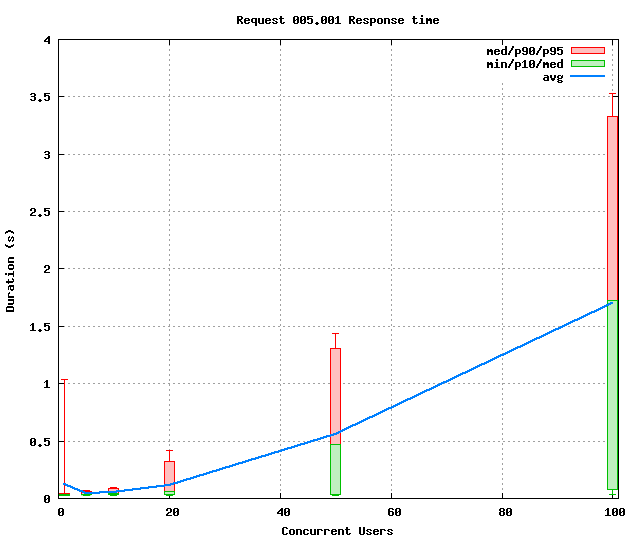 Request 005.001 Response time
4
3.5
3
2.5
2
1.5
1
0.5
0
0
20
40
60
80
100
med/p90/p95
min/p10/med
avg
Duration (s)
Concurrent Users